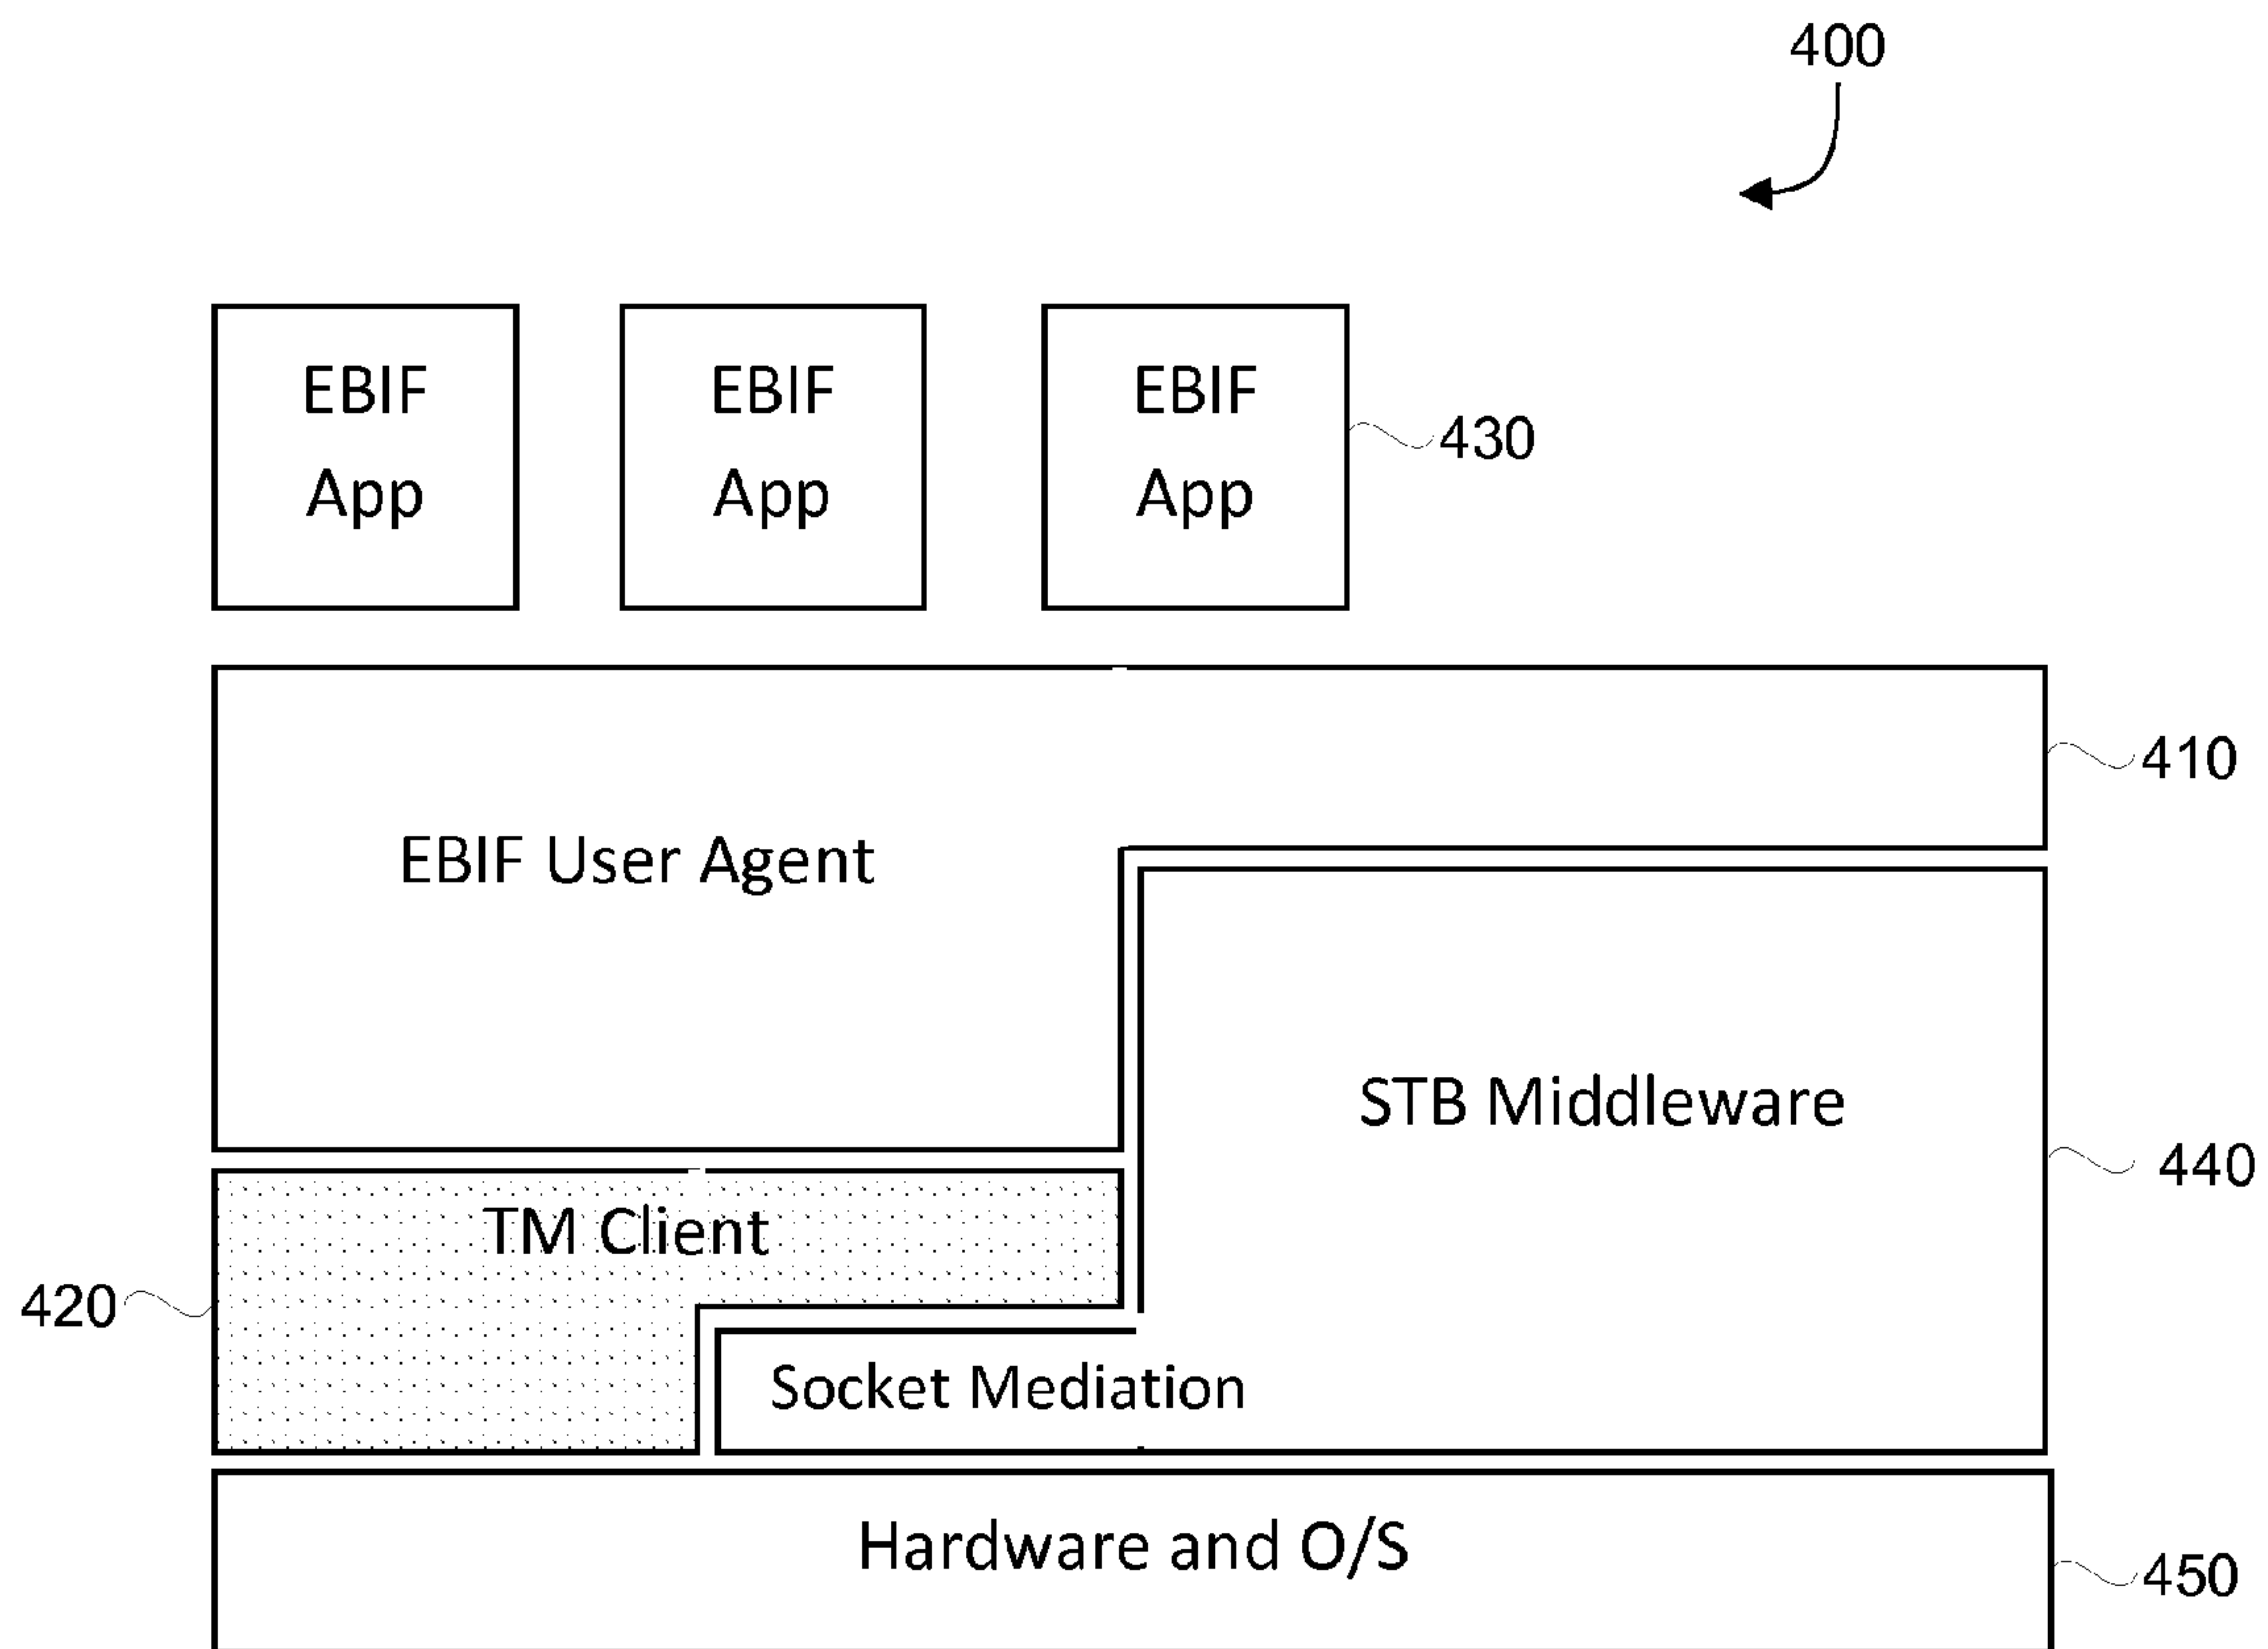 400
EBIF
App
EBIF
App
EBIF
App
430
410
EBIF User Agent
STB Middleware
440
TM Client
420
Socket Mediation
Hardware and O/S
450